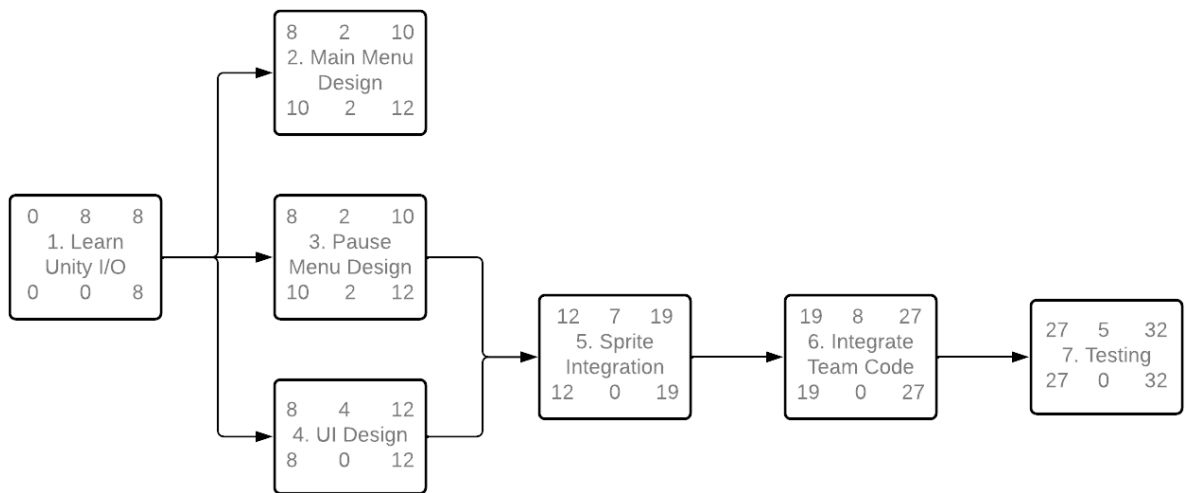 8 2 10
2. Main Menu
Design
10 2 12
0 8 8
1. Learn
Unity I/O
0 0 8
8 2 10
3. Pause
Menu Design
10 2 12
8 4 12
4. UI Design
8 0 12
12 7 19
5. Sprite
Integration
12 0 19
19 8 27
6. Integrate
Team Code
19 0 27
27 5 32
7. Testing
27 0 32